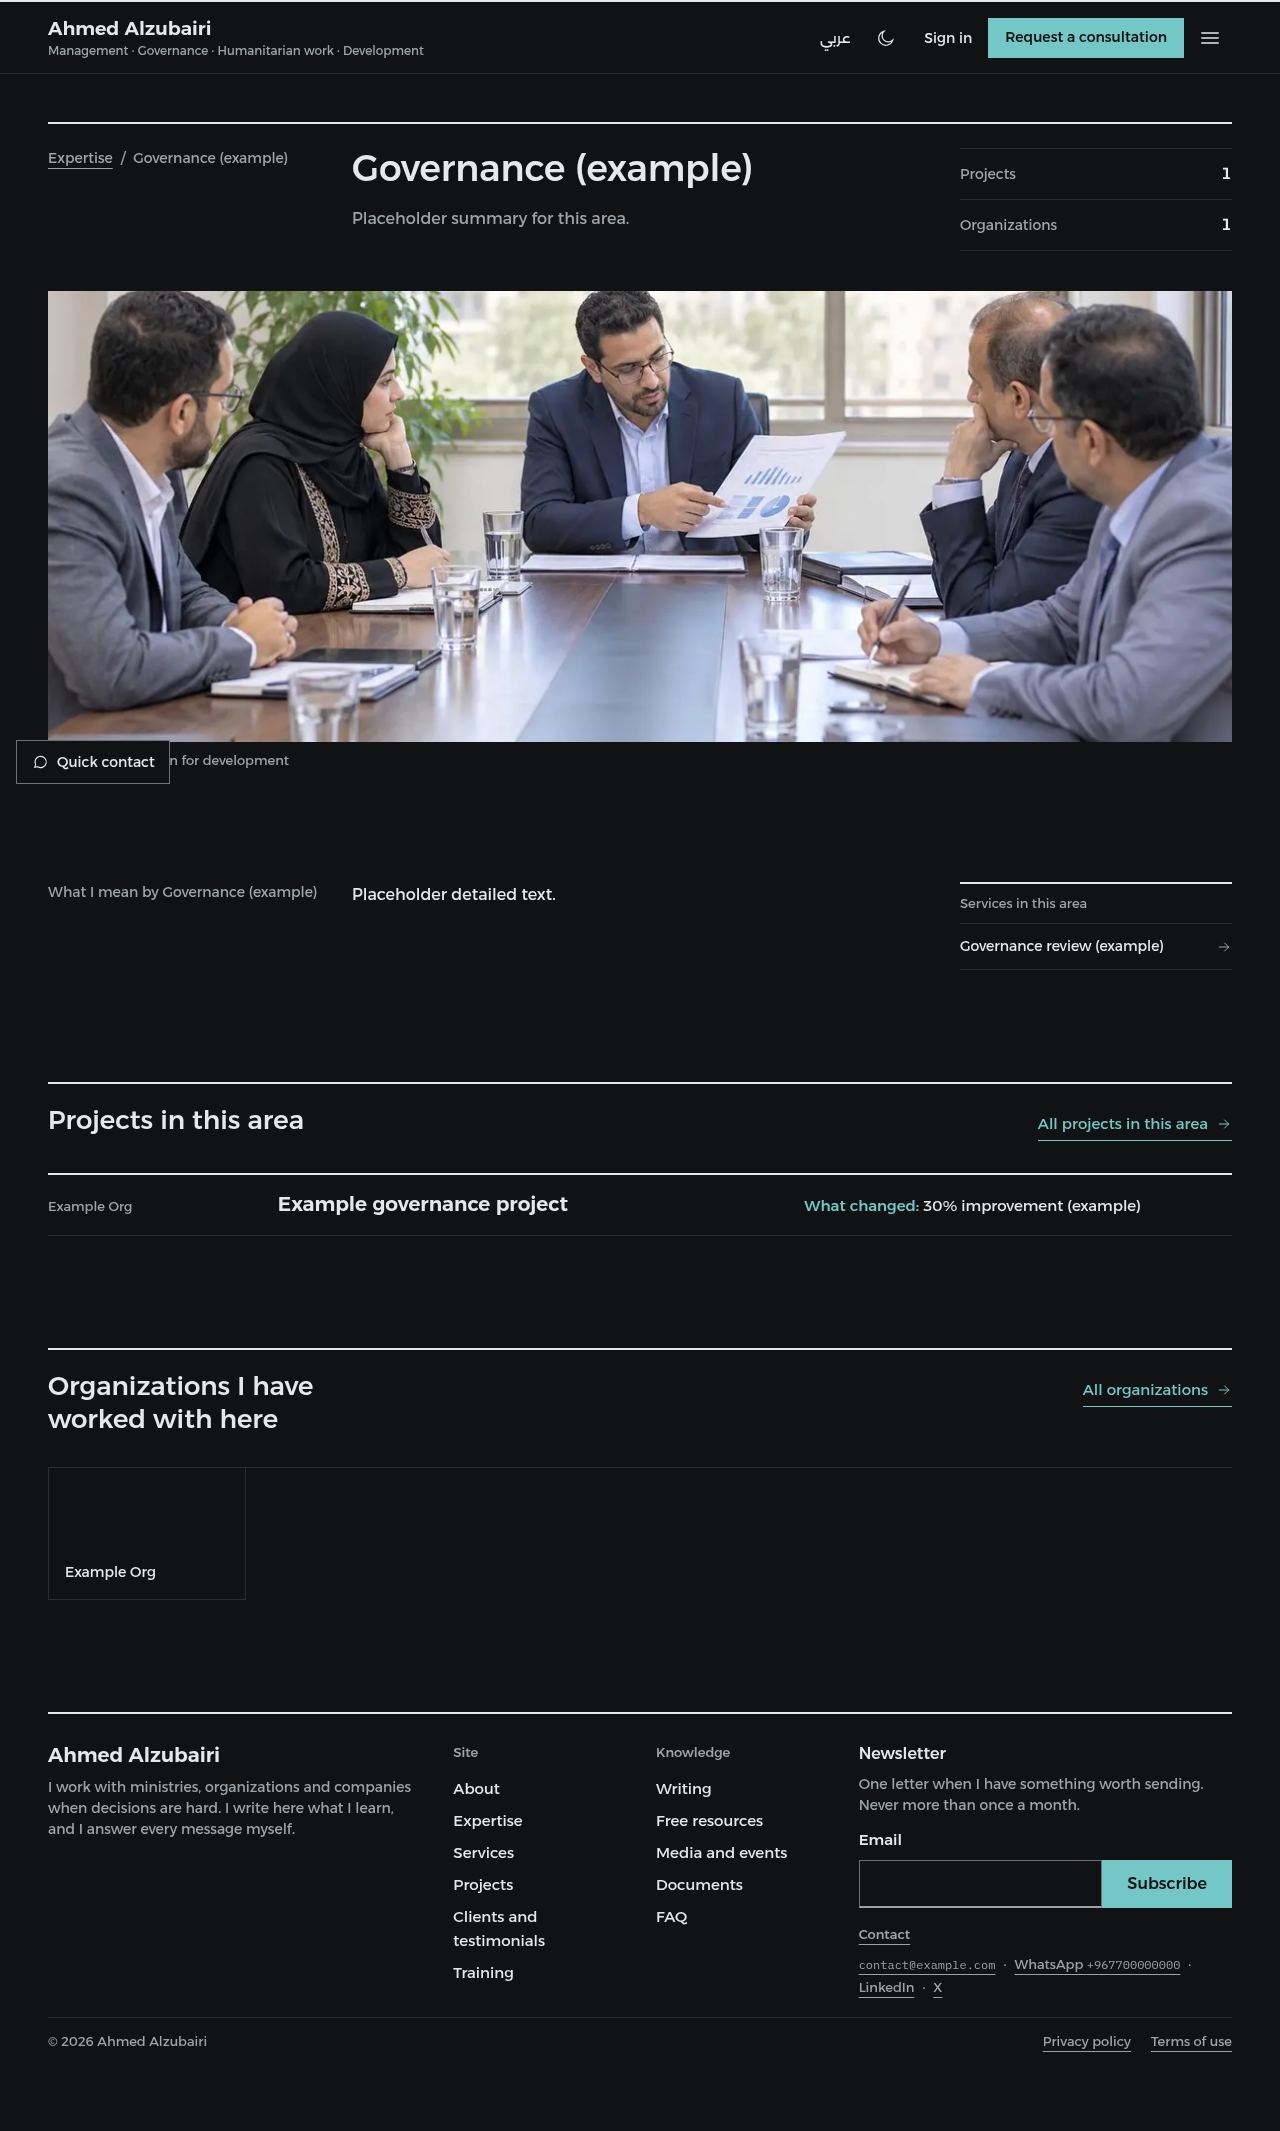 Ahmed Alzubairi
Management · Governance · Humanitarian work · Development
عربي
Sign in
Request a consultation
Expertise / Governance (example)
Governance (example)
Placeholder summary for this area.
Projects 1
Organizations 1
Quick contact
n for development
What I mean by Governance (example)
Placeholder detailed text.
Services in this area
Governance review (example) →
Projects in this area
All projects in this area →
Example Org
Example governance project
What changed: 30% improvement (example)
Organizations I have
worked with here
All organizations →
Example Org
Ahmed Alzubairi
I work with ministries, organizations and companies
when decisions are hard. I write here what I learn,
and I answer every message myself.
Site
About
Expertise
Services
Projects
Clients and
testimonials
Training
Knowledge
Writing
Free resources
Media and events
Documents
FAQ
Newsletter
One letter when I have something worth sending.
Never more than once a month.
Email
Subscribe
Contact
contact@example.com · WhatsApp +967700000000 ·
LinkedIn · X
© 2026 Ahmed Alzubairi
Privacy policy
Terms of use